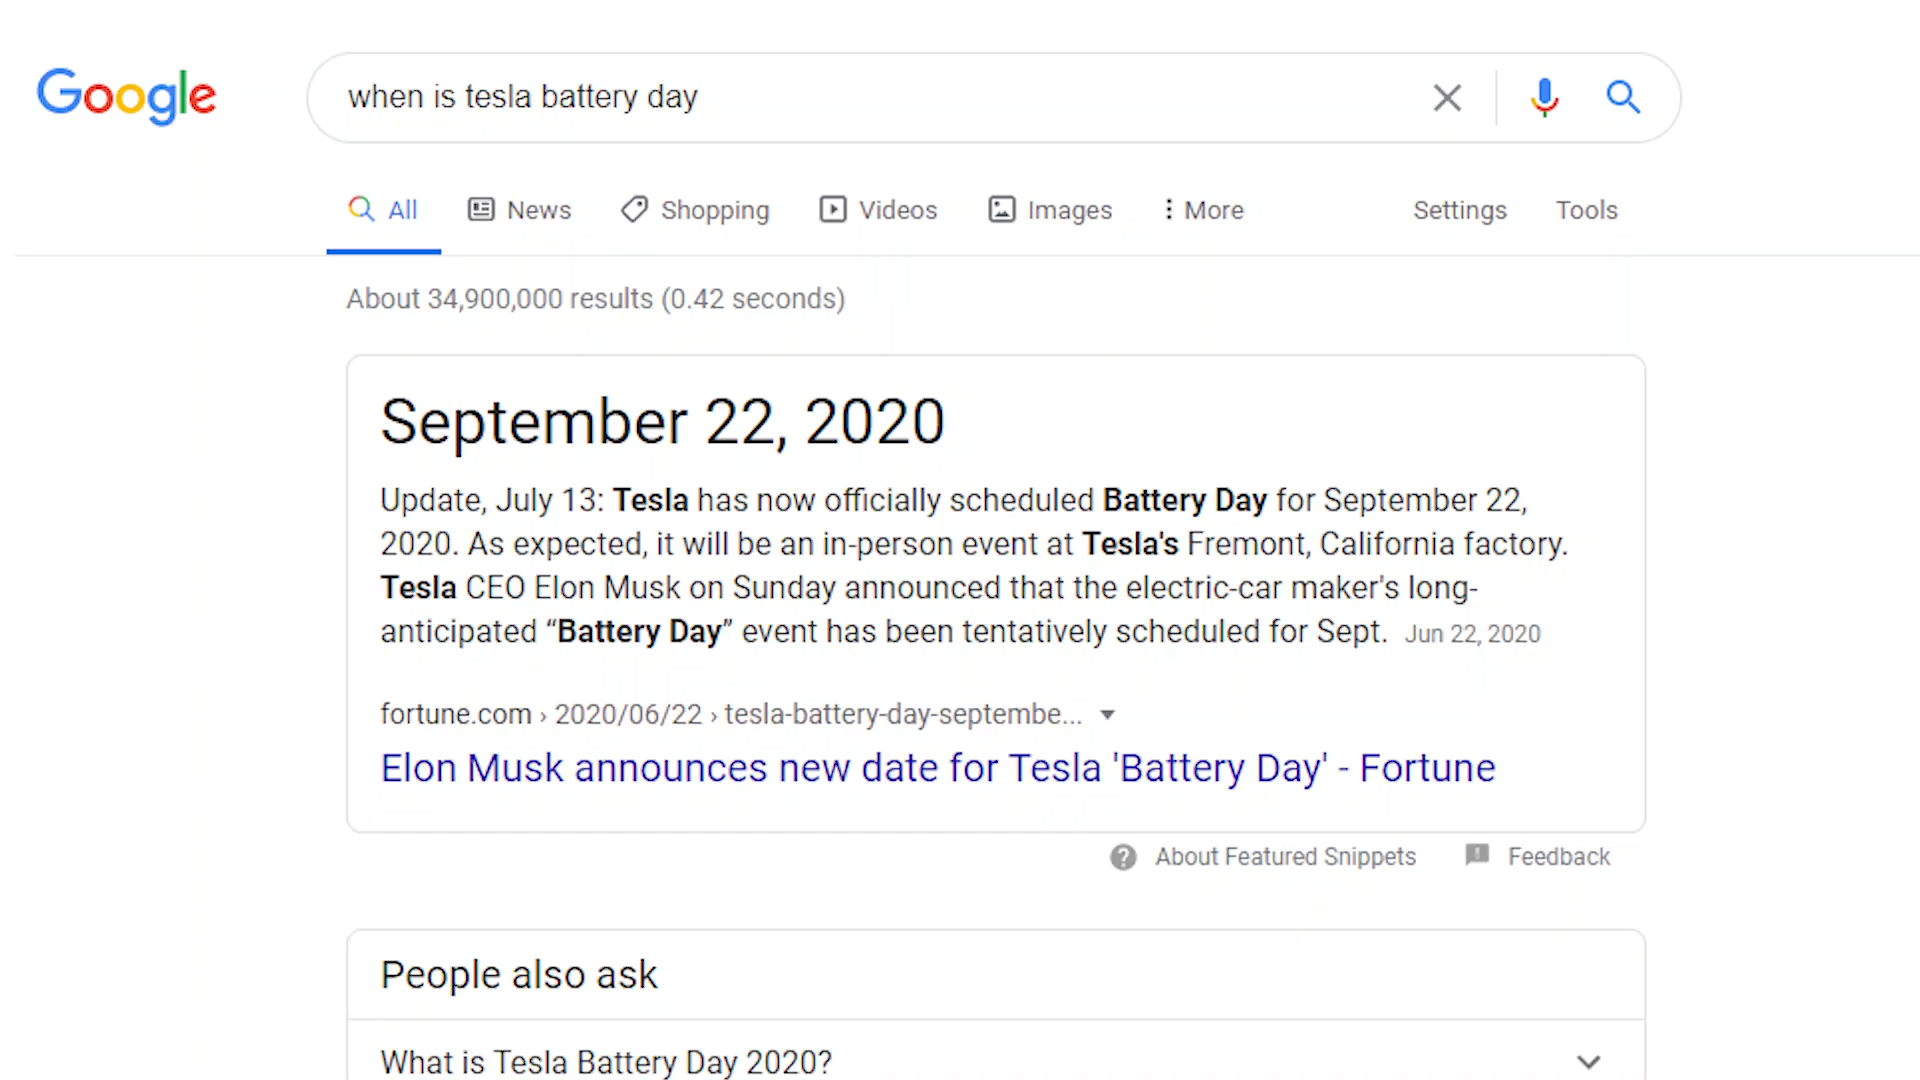 Google
when is tesla battery day
All News Shopping Videos Images More Settings Tools
About 34,900,000 results (0.42 seconds)
September 22, 2020
Update, July 13: Tesla has now officially scheduled Battery Day for September 22,
2020. As expected, it will be an in-person event at Tesla's Fremont, California factory.
Tesla CEO Elon Musk on Sunday announced that the electric-car maker's long-
anticipated “Battery Day” event has been tentatively scheduled for Sept. Jun 22, 2020
fortune.com › 2020/06/22 › tesla-battery-day-septembe...
Elon Musk announces new date for Tesla 'Battery Day' - Fortune
About Featured Snippets Feedback
People also ask
What is Tesla Battery Day 2020?